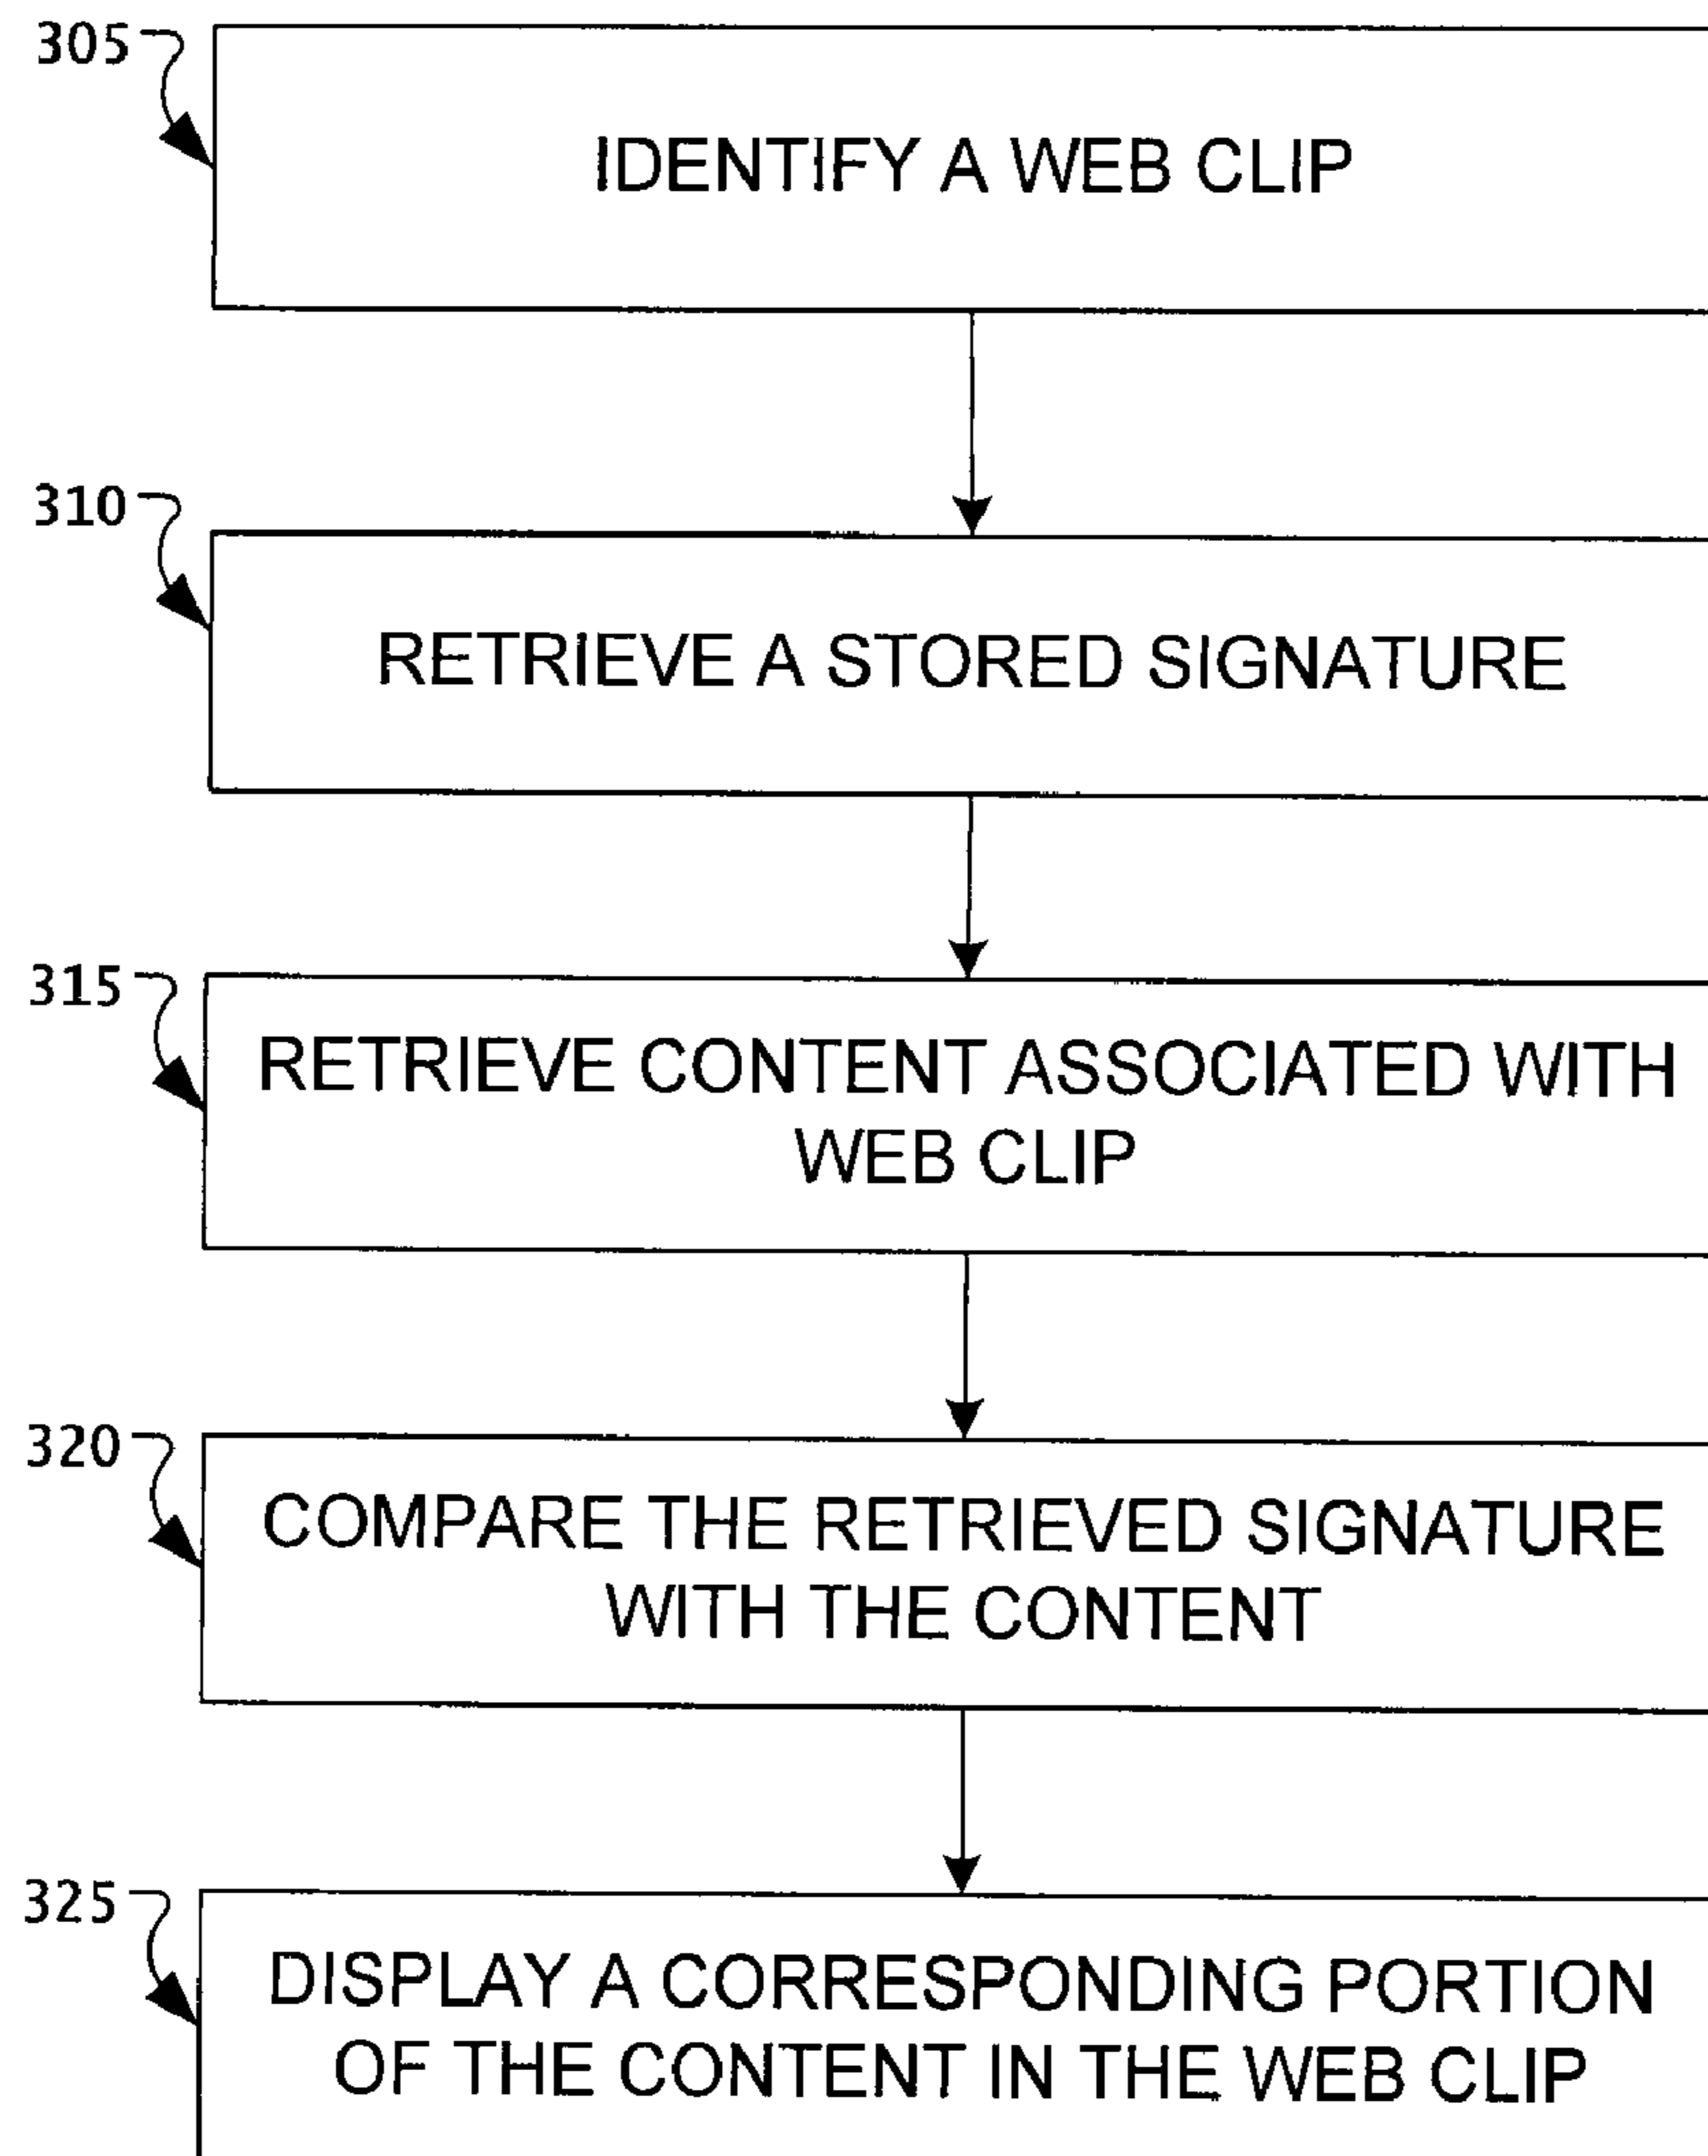 305
IDENTIFY A WEB CLIP
310
RETRIEVE A STORED SIGNATURE
315
RETRIEVE CONTENT ASSOCIATED WITH
WEB CLIP
320
COMPARE THE RETRIEVED SIGNATURE
WITH THE CONTENT
325
DISPLAY A CORRESPONDING PORTION
OF THE CONTENT IN THE WEB CLIP